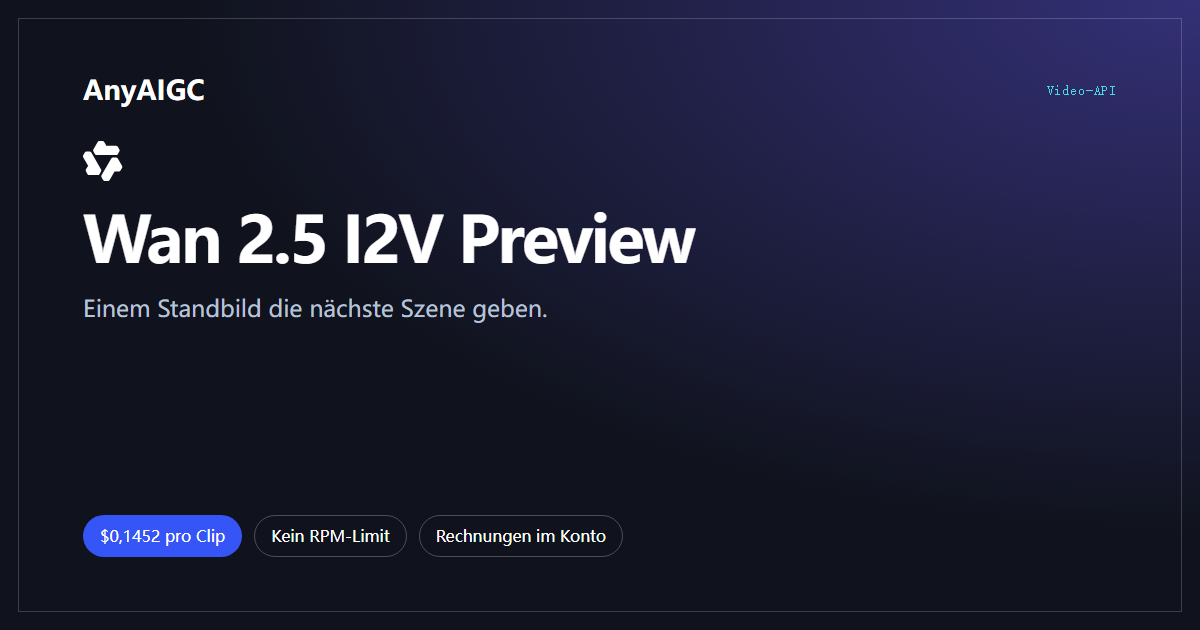 AnyAIGC
Video-API
Wan 2.5 I2V Preview
Einem Standbild die nächste Szene geben.
$0,1452 pro Clip
Kein RPM-Limit
Rechnungen im Konto